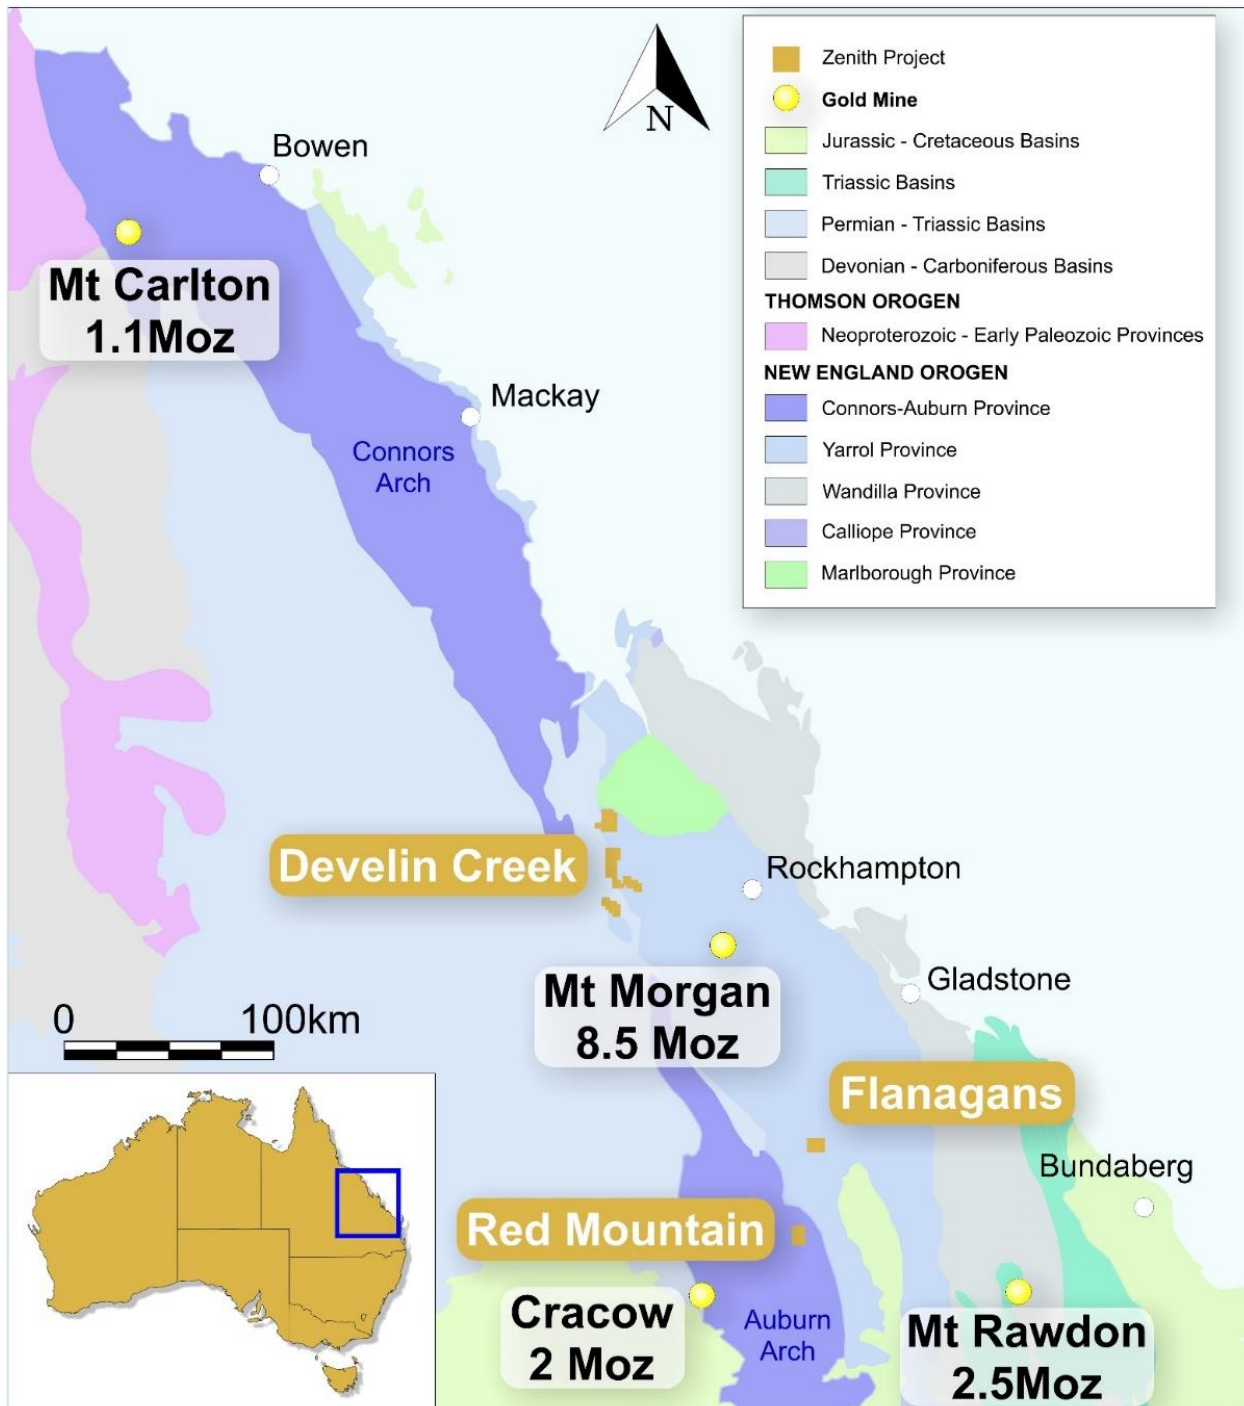 Zenith Project
Gold Mine
Jurassic - Cretaceous Basins
Triassic Basins
Permian - Triassic Basins
Devonian - Carboniferous Basins
THOMSON OROGEN
Neoproterozoic - Early Paleozoic Provinces
NEW ENGLAND OROGEN
Connors-Auburn Province
Yarrol Province
Wandilla Province
Calliope Province
Marlborough Province
N
Bowen
Mt Carlton
1.1Moz
Mackay
Connors
Arch
Develin Creek
Rockhampton
Mt Morgan
8.5 Moz
Gladstone
0 100km
Flanagans
Bundaberg
Red Mountain
Cracow
2 Moz
Auburn
Arch
Mt Rawdon
2.5Moz